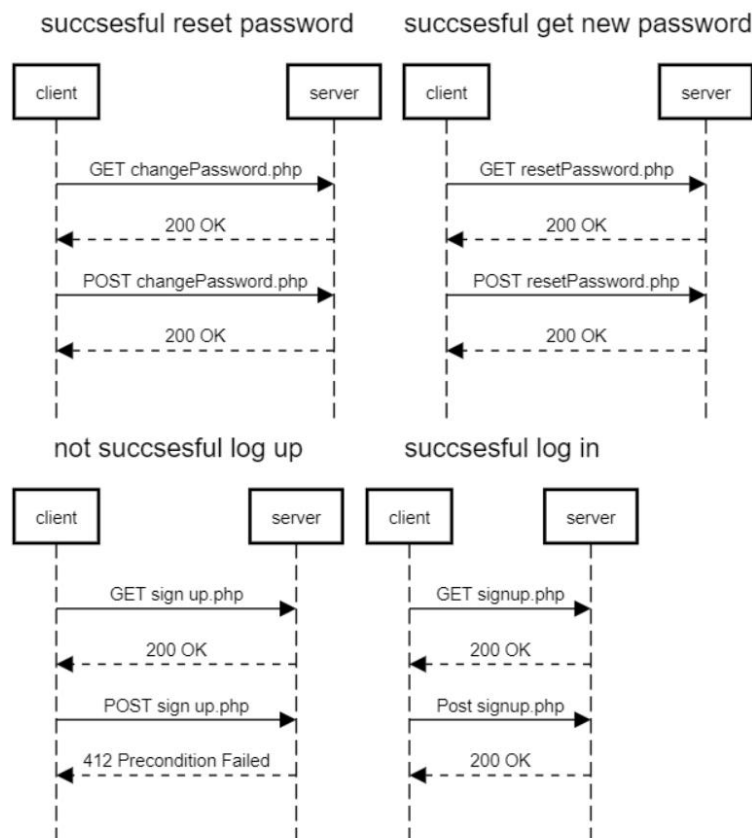 succsesful reset password
client
server
GET changePassword.php
200 OK
POST changePassword.php
200 OK
succsesful get new password
client
server
GET resetPassword.php
200 OK
POST resetPassword.php
200 OK
not succsesful log up
client
server
GET sign up.php
200 OK
POST sign up.php
412 Precondition Failed
succsesful log in
client
server
GET signup.php
200 OK
Post signup.php
200 OK